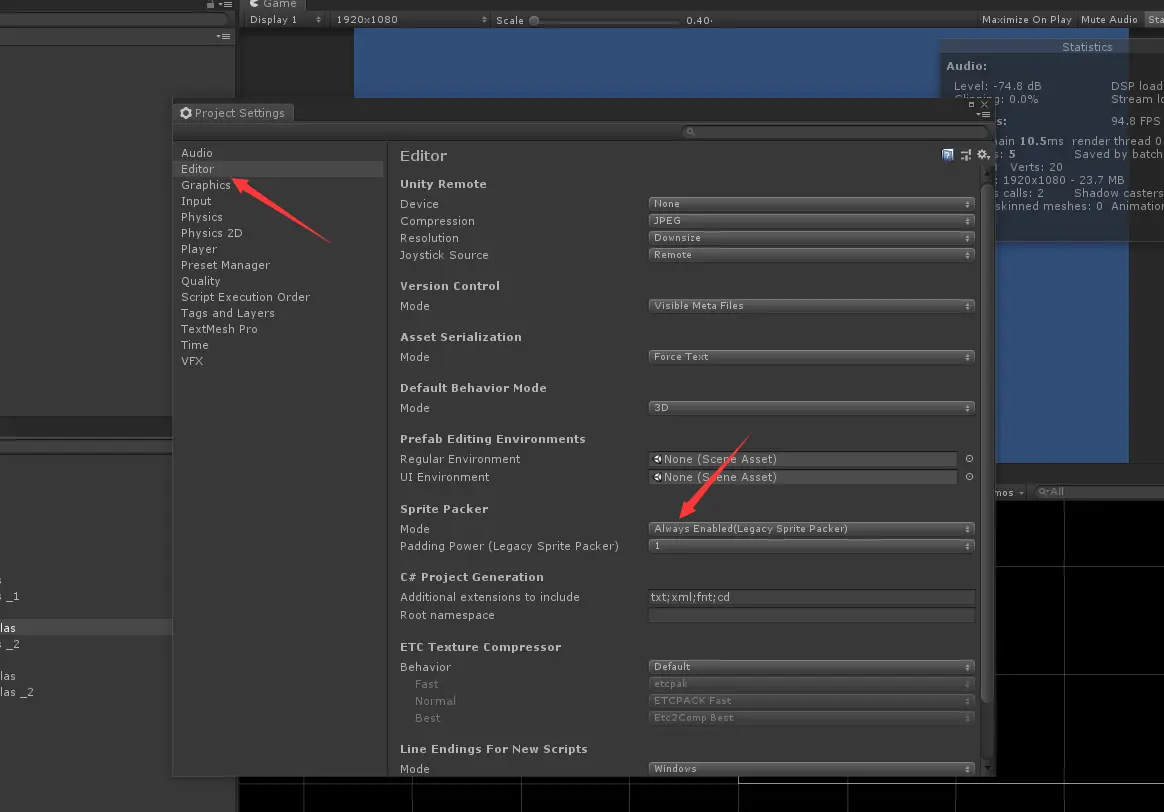 Game
Display 1
1920x1080
Scale
0.40
Maximize On Play
Mute Audio
Sta
Statistics
Audio:
Level: -74.8 dB
DSP load
Clipping: 0.0%
Stream lo
s:
94.8 FPS
ain 10.5ms
render thread 0
s: 5
Saved by batch
Verts: 20
: 1920x1080 - 23.7 MB
s calls: 2
Shadow casters
skinned meshes: 0
Animation
Project Settings
Audio
Editor
Graphics
Input
Physics
Physics 2D
Player
Preset Manager
Quality
Script Execution Order
Tags and Layers
TextMesh Pro
Time
VFX
Editor
Unity Remote
Device
None
Compression
JPEG
Resolution
Downsize
Joystick Source
Remote
Version Control
Mode
Visible Meta Files
Asset Serialization
Mode
Force Text
Default Behavior Mode
Mode
3D
Prefab Editing Environments
Regular Environment
None (Scene Asset)
UI Environment
None (Scene Asset)
Sprite Packer
Mode
Always Enabled(Legacy Sprite Packer)
Padding Power (Legacy Sprite Packer)
1
C# Project Generation
Additional extensions to include
txt;xml;fnt;cd
Root namespace
ETC Texture Compressor
Behavior
Default
Fast
etcpak
Normal
ETCPACK Fast
Best
Etc2Comp Best
Line Endings For New Scripts
Mode
Windows
mos
All
s
s _1
las
s _2
las
las _2